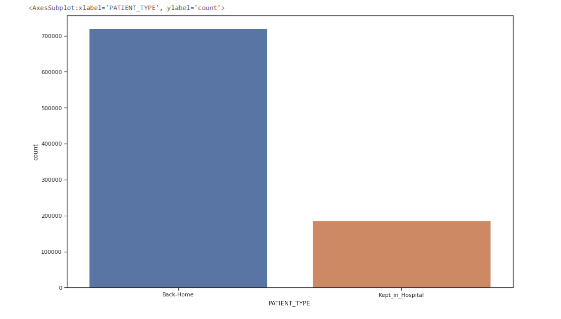 <AxesSubplot:xlabel='PATIENT_TYPE', ylabel='count'>
700000
600000
500000
400000
300000
200000
100000
0
count
Back-Home
Kept_in_Hospital
PATIENT_TYPE